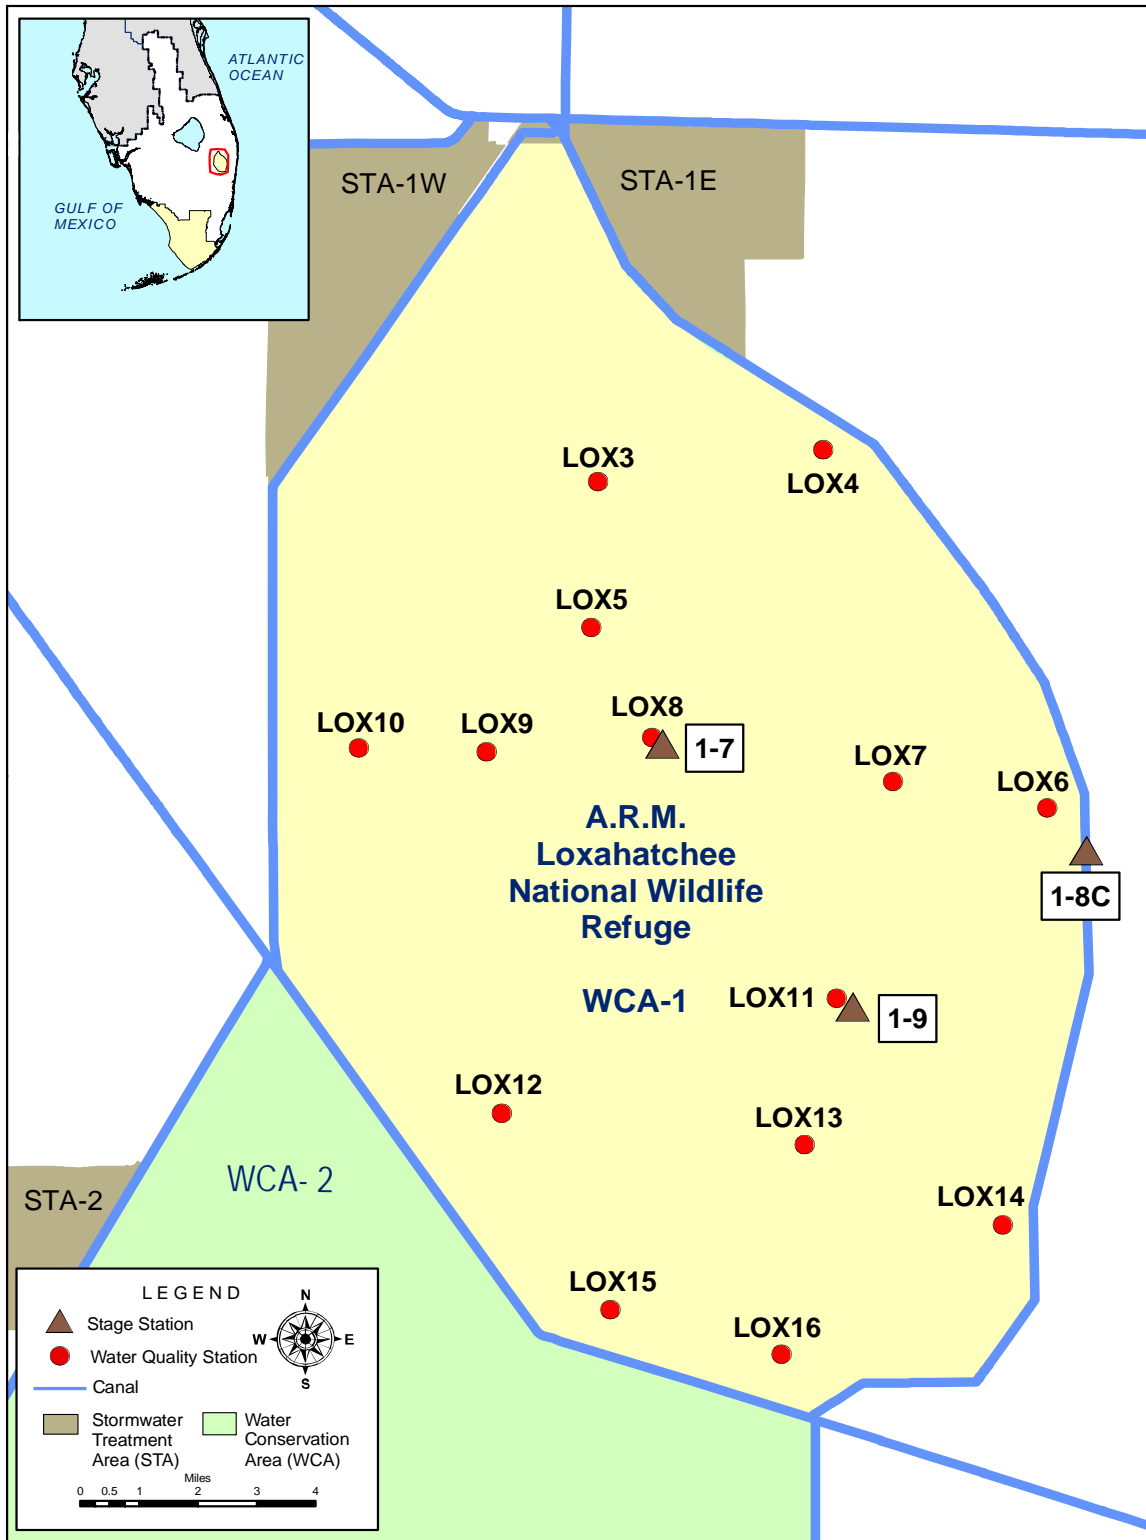 ATLANTIC
OCEAN
GULF OF
MEXICO
STA-1W
STA-1E
LOX3
LOX4
LOX5
LOX8
LOX10
LOX9
1-7
LOX7
LOX6
A.R.M.
Loxahatchee
National Wildlife
Refuge
1-8C
WCA-1
LOX11
1-9
LOX12
LOX13
WCA- 2
STA-2
LOX14
LOX15
LOX16
LEGEND
Stage Station
Water Quality Station
Canal
Stormwater
Treatment
Area (STA)
Water
Conservation
Area (WCA)
N
W
E
S
Miles
0 0.5 1 2 3 4